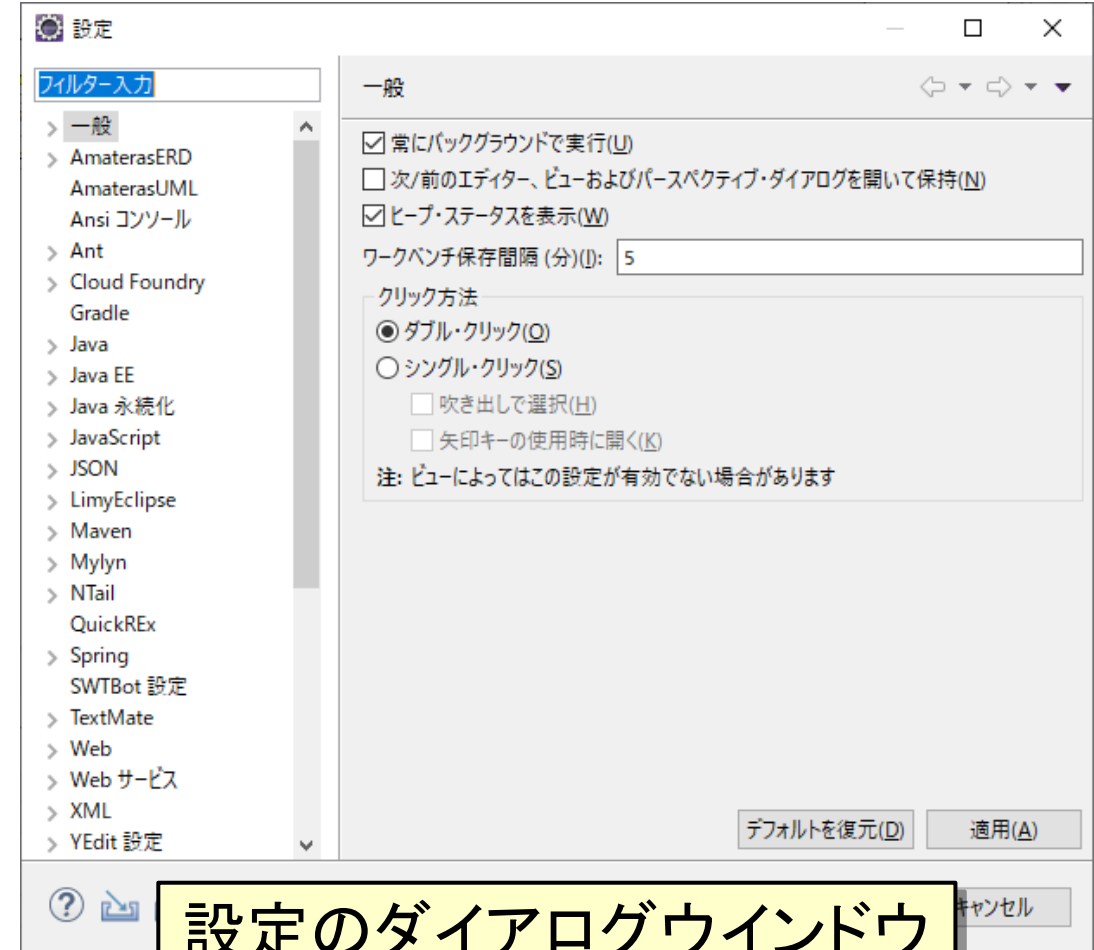 設定
フィルター入力
一般
AmaterasERD
AmaterasUML
Ansi コンソール
Ant
Cloud Foundry
Gradle
Java
Java EE
Java 永続化
JavaScript
JSON
LimyEclipse
Maven
Mylyn
NTail
QuickREx
Spring
SWTBot 設定
TextMate
Web
Web サービス
XML
YEdit 設定
一般
常にバックグラウンドで実行(U)
次/前のエディター、ビューおよびパースペクティブ・ダイアログを開いて保持(N)
ヒープ・ステータスを表示(W)
ワークベンチ保存間隔 (分)(I): 5
クリック方法
ダブル・クリック(O)
シングル・クリック(S)
吹き出しで選択(H)
矢印キーの使用時に開く(K)
注: ビューによってはこの設定が有効でない場合があります
デフォルトを復元(D) 適用(A)
キャンセル
設定のダイアログウインドウ